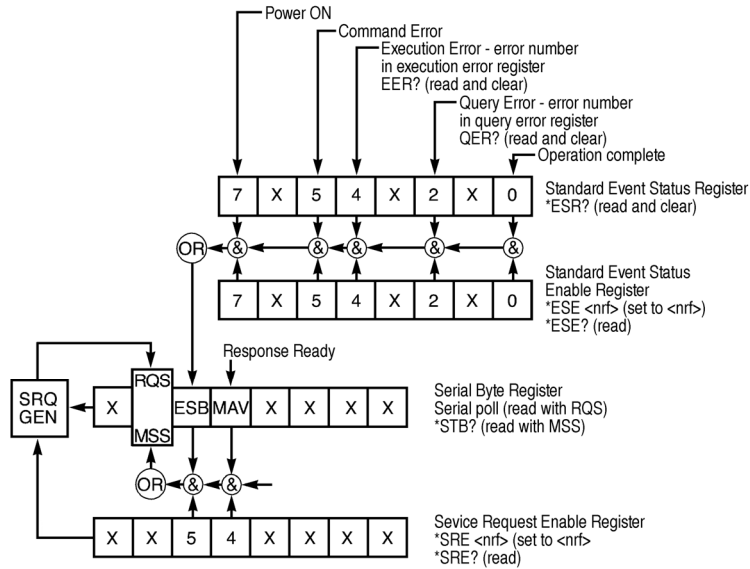 Power ON
Command Error
Execution Error - error number
in execution error register
EER? (read and clear)
Query Error - error number
in query error register
QER? (read and clear)
Operation complete
7 X 5 4 X 2 X 0
Standard Event Status Register
*ESR? (read and clear)
OR & & & & &
7 X 5 4 X 2 X 0
Standard Event Status
Enable Register
*ESE <nrf> (set to <nrf>)
*ESE? (read)
Response Ready
SRQ
GEN
X RQS ESB MAV X X X X
MSS
Serial Byte Register
Serial poll (read with RQS)
*STB? (read with MSS)
OR & &
X X 5 4 X X X X
Sevice Request Enable Register
*SRE <nrf> (set to <nrf>
*SRE? (read)